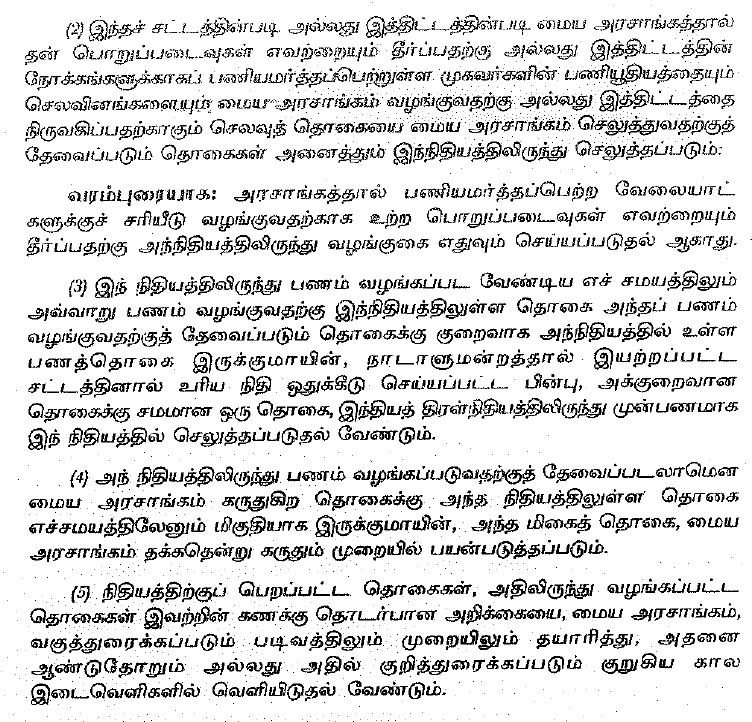 (2) இந்தச் சட்டத்தின்படி அல்லது இத்திட்டத்தின்படி மைய அரசாங்கத்தால்
தன் பொறுப்படைவுகள் எவற்றையும் தீர்ப்பதற்கு அல்லது இத்திட்டத்தின்
நோக்கங்களுக்காகப் பணியமர்த்தப்பெற்றுள்ள முகவர்களின் பணியூதியத்தையும்
செலவினங்களையும் மைய அரசாங்கம் வழங்குவதற்கு அல்லது இத்திட்டத்தை
நிருவகிப்பதற்காகும் செலவுத் தொகையை மைய அரசாங்கம் செலுத்துவதற்குத்
தேவைப்படும் தொகைகள் அனைத்தும் இந்நிதியத்திலிருந்து செலுத்தப்படும்:
வரம்புரையாக: அரசாங்கத்தால் பணியமர்த்தப்பெற்ற வேலையாட்
களுக்குச் சரியீடு வழங்குவதற்காக உற்ற பொறுப்படைவுகள் எவற்றையும்
தீர்ப்பதற்கு அந்நிதியத்திலிருந்து வழங்குகை எதுவும் செய்யப்படுதல் ஆகாது.
(3) இந் நிதியத்திலிருந்து பணம் வழங்கப்பட வேண்டிய எச் சமயத்திலும்
அவ்வாறு பணம் வழங்குவதற்கு இந்நிதியத்திலுள்ள தொகை அந்தப் பணம்
வழங்குவதற்குத் தேவைப்படும் தொகைக்கு குறைவாக அந்நிதியத்தில் உள்ள
பணத்தொகை இருக்குமாயின், நாடாளுமன்றத்தால் இயற்றப்பட்ட
சட்டத்தினால் உரிய நிதி ஒதுக்கீடு செய்யப்பட்ட பின்பு, அக்குறைவான
தொகைக்கு சமமான ஒரு தொகை, இந்தியத் திரள்நிதியத்திலிருந்து முன்பணமாக
இந் நிதியத்தில் செலுத்தப்படுதல் வேண்டும்.
(4) அந் நிதியத்திலிருந்து பணம் வழங்கப்படுவதற்குத் தேவைப்படலாமென
மைய அரசாங்கம் கருதுகிற தொகைக்கு அந்த நிதியத்திலுள்ள தொகை
எச்சமயத்திலேனும் மிகுதியாக இருக்குமாயின், அந்த மிகைத் தொகை, மைய
அரசாங்கம் தக்கதென்று கருதும் முறையில் பயன்படுத்தப்படும்.
(5) நிதியத்திற்குப் பெறப்பட்ட தொகைகள், அதிலிருந்து வழங்கப்பட்ட
தொகைகள் இவற்றின் கணக்கு தொடர்பான அறிக்கையை, மைய அரசாங்கம்,
வகுத்துரைக்கப்படும் படிவத்திலும் முறையிலும் தயாரித்து, அதனை
ஆண்டுதோறும் அல்லது அதில் குறித்துரைக்கப்படும் குறுகிய கால
இடைவெளிகளில் வெளியிடுதல் வேண்டும்.